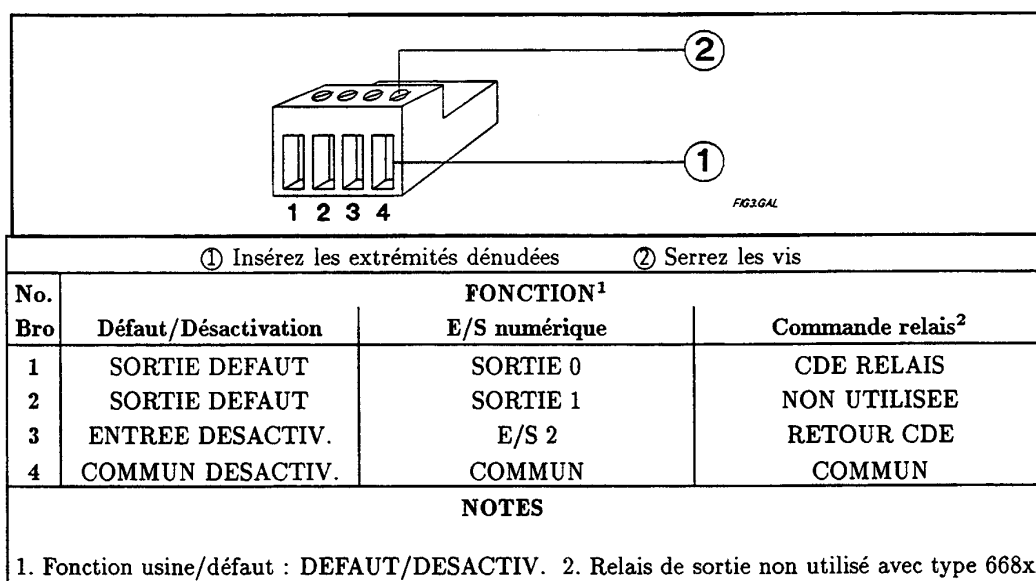 ②
①
1 2 3 4
FIG3.GAL
① Insérez les extrémités dénudées ② Serrez les vis
No. FONCTION¹
Bro Défaut/Désactivation E/S numérique Commande relais²
1 SORTIE DEFAUT SORTIE 0 CDE RELAIS
2 SORTIE DEFAUT SORTIE 1 NON UTILISEE
3 ENTREE DESACTIV. E/S 2 RETOUR CDE
4 COMMUN DESACTIV. COMMUN COMMUN
NOTES
1. Fonction usine/défaut : DEFAUT/DESACTIV. 2. Relais de sortie non utilisé avec type 668x